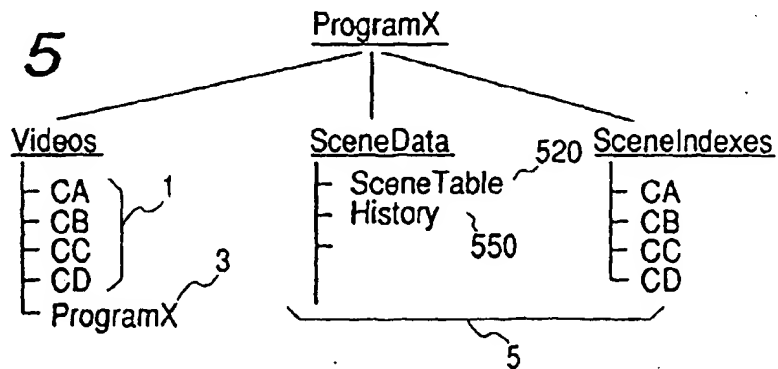 5
ProgramX
Videos
CA
CB
CC
CD
ProgramX
1
3
SceneData
SceneTable
History
520
550
SceneIndexes
CA
CB
CC
CD
5